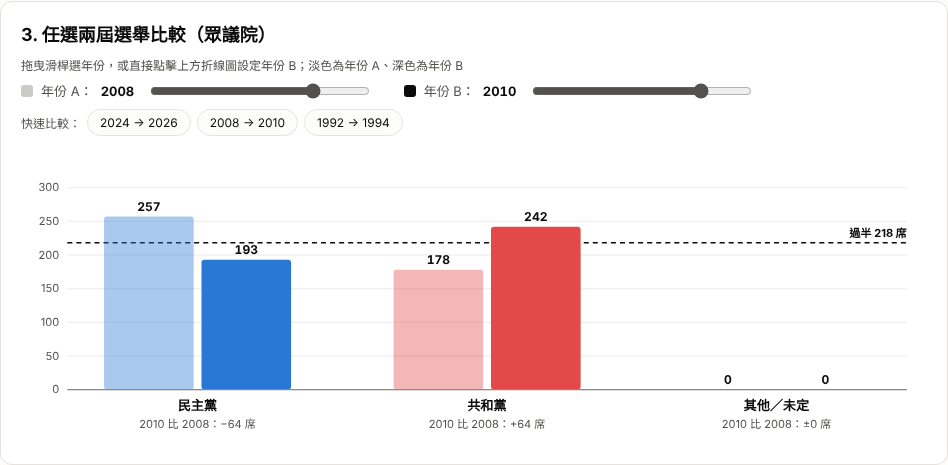 3. 任選兩屆選舉比較（眾議院）
拖曳滑桿選年份，或直接點擊上方折線圖設定年份 B；淡色為年份 A、深色為年份 B
年份 A： 2008 年份 B： 2010
快速比較： 2024 → 2026 2008 → 2010 1992 → 1994
300
250
200
150
100
50
0
257
193
178
242
0
0
過半 218 席
民主黨
2010 比 2008：−64 席
共和黨
2010 比 2008：+64 席
其他／未定
2010 比 2008：±0 席